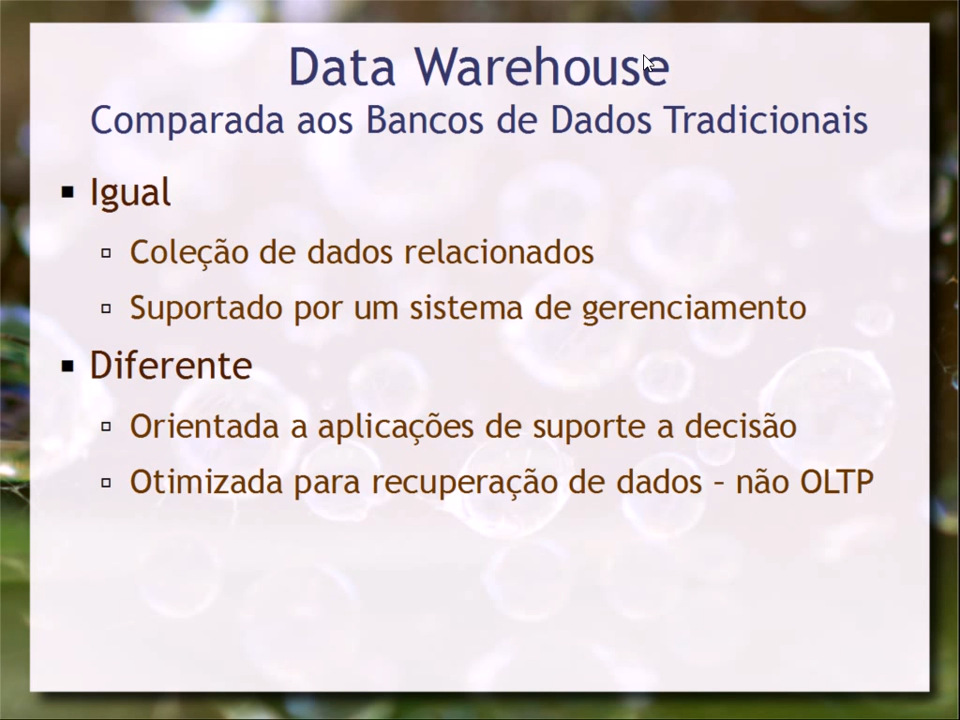 Data Warehouse
Comparada aos Bancos de Dados Tradicionais
Igual
Coleção de dados relacionados
Suportado por um sistema de gerenciamento
Diferente
Orientada a aplicações de suporte a decisão
Otimizada para recuperação de dados – não OLTP